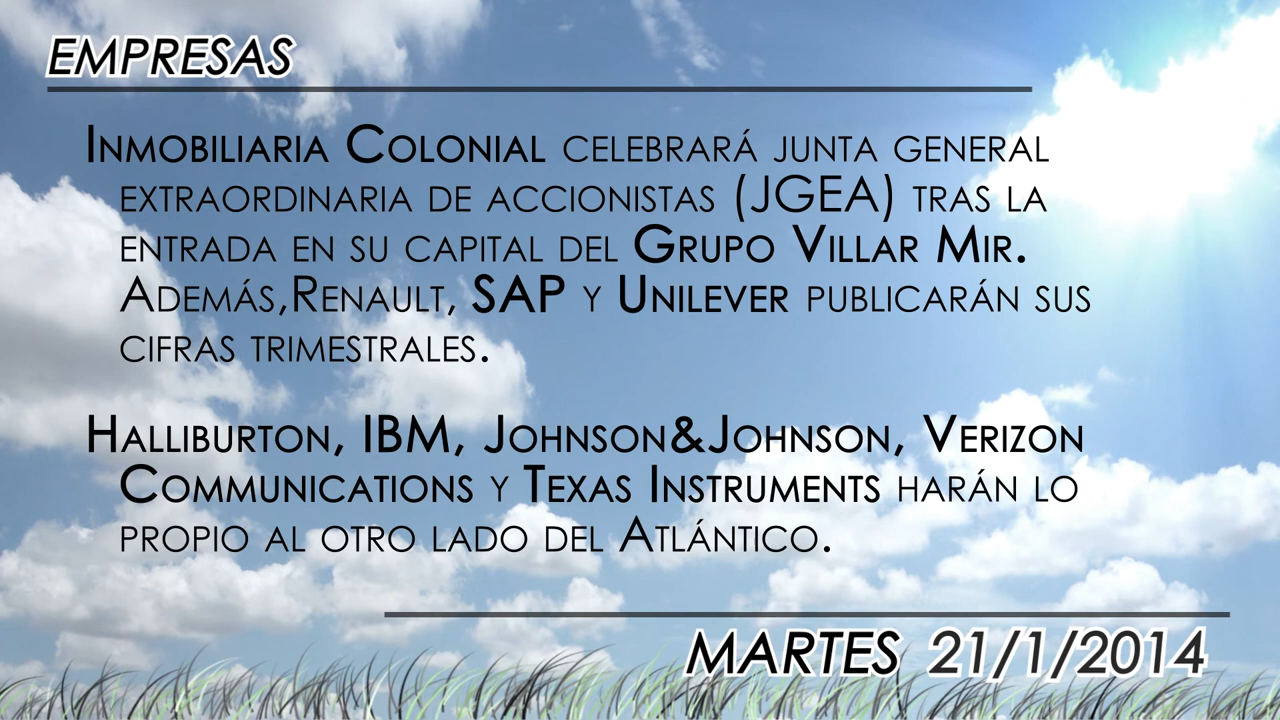 EMPRESAS
Inmobiliaria Colonial celebrará junta general
extraordinaria de accionistas (JGEA) tras la
entrada en su capital del Grupo Villar Mir.
Además,Renault, SAP y Unilever publicarán sus
cifras trimestrales.
Halliburton, IBM, Johnson&Johnson, Verizon
Communications y Texas Instruments harán lo
propio al otro lado del Atlántico.
MARTES 21/1/2014